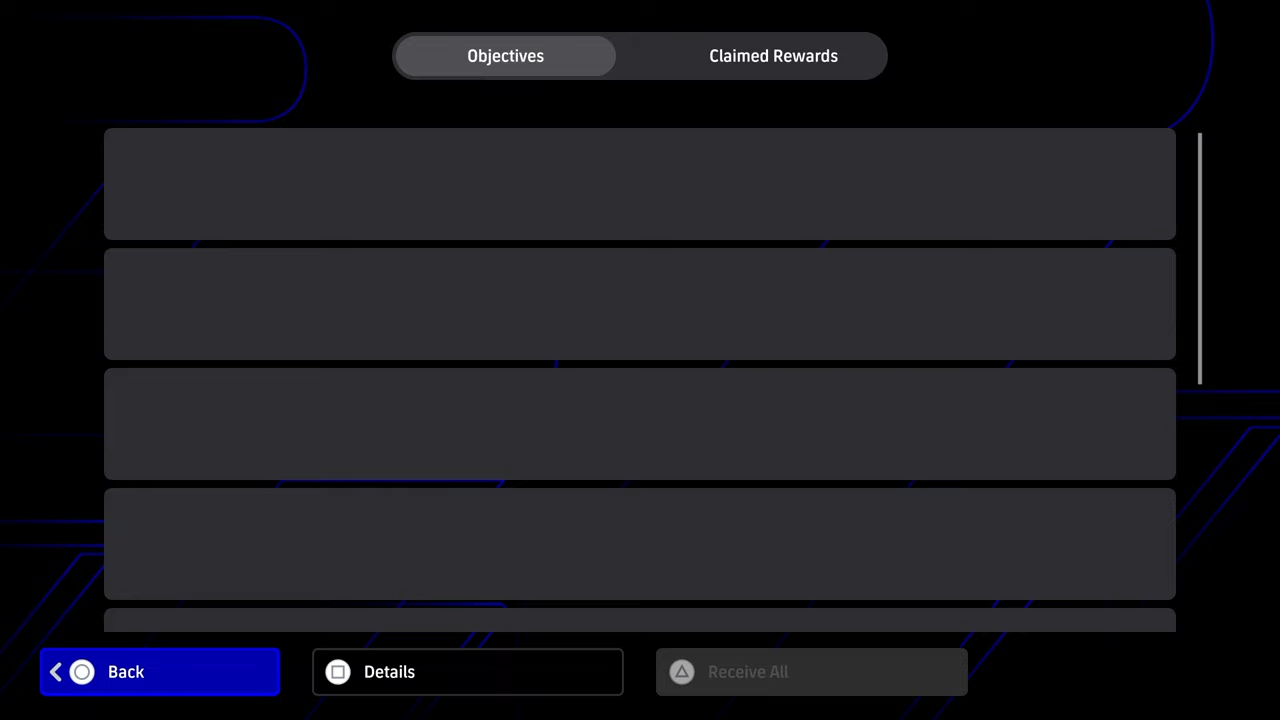 Objectives
Claimed Rewards
Back
Details
Receive All